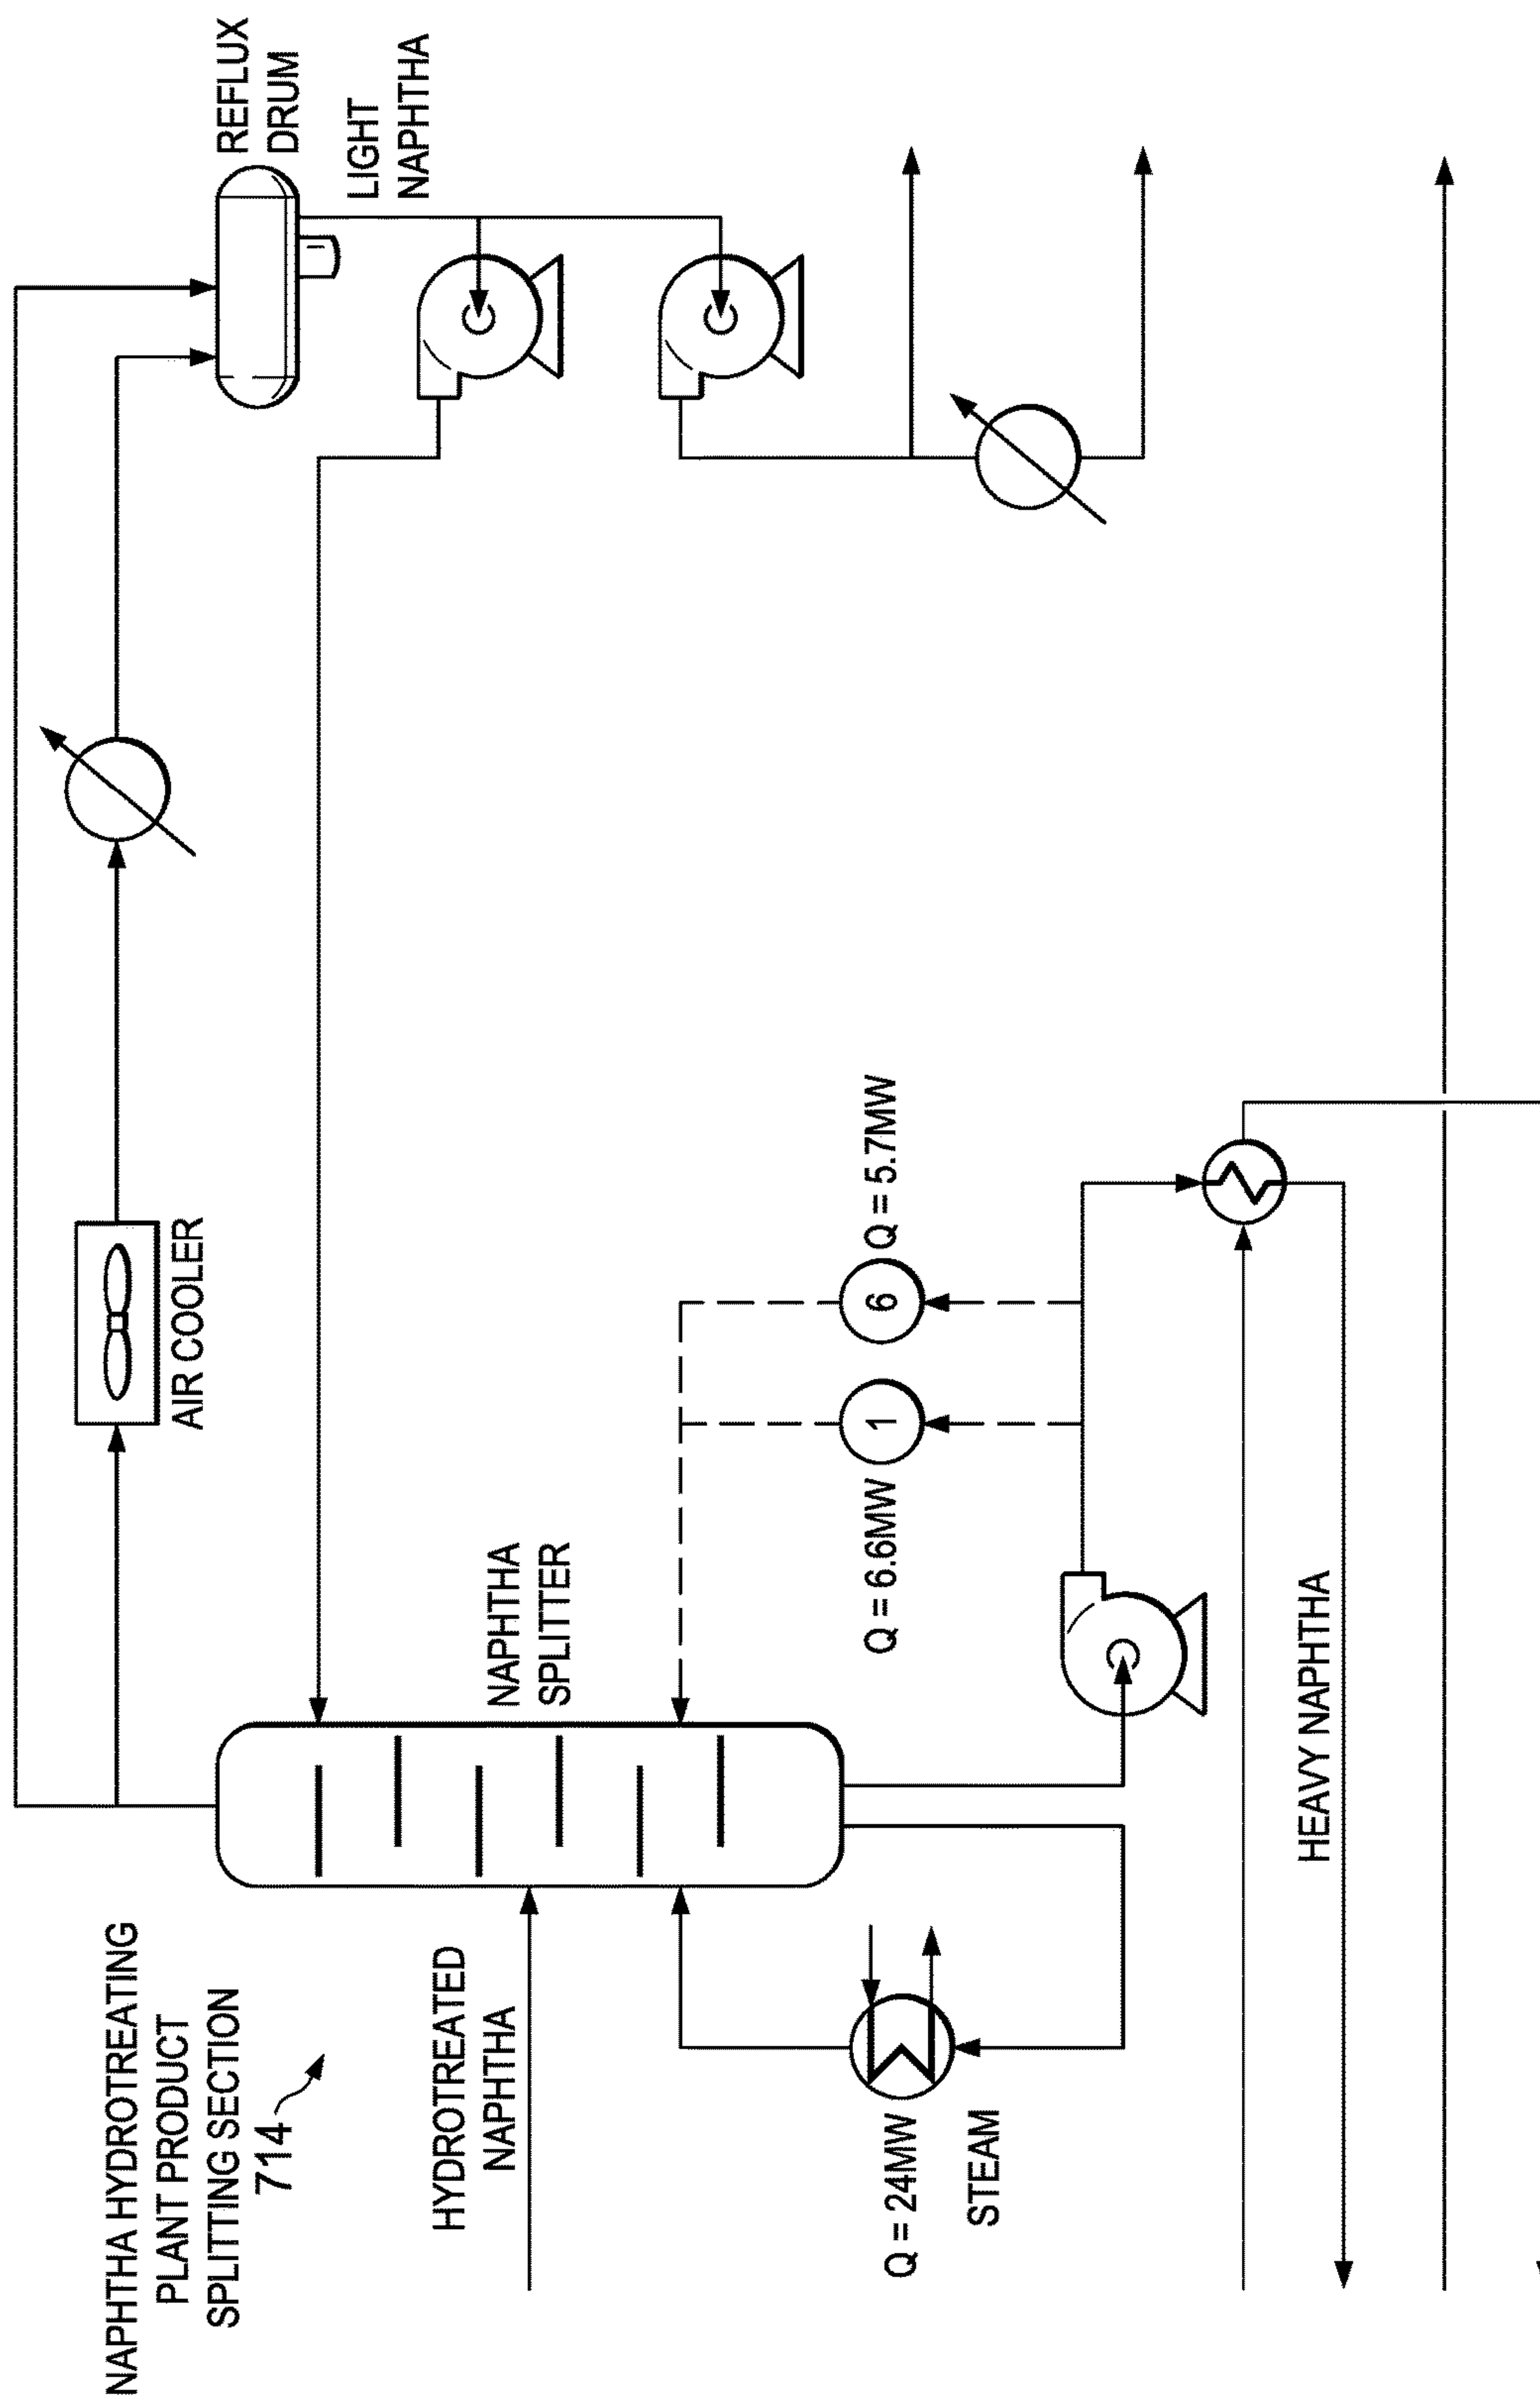 NAPHTHA HYDROTREATING
PLANT PRODUCT
SPLITTING SECTION
714
REFLUX
DRUM
AIR COOLER
LIGHT
NAPHTHA
HYDROTREATED
NAPHTHA
NAPHTHA
SPLITTER
Q = 6.6MW
1
6
Q = 5.7MW
Q = 24MW
STEAM
HEAVY NAPHTHA